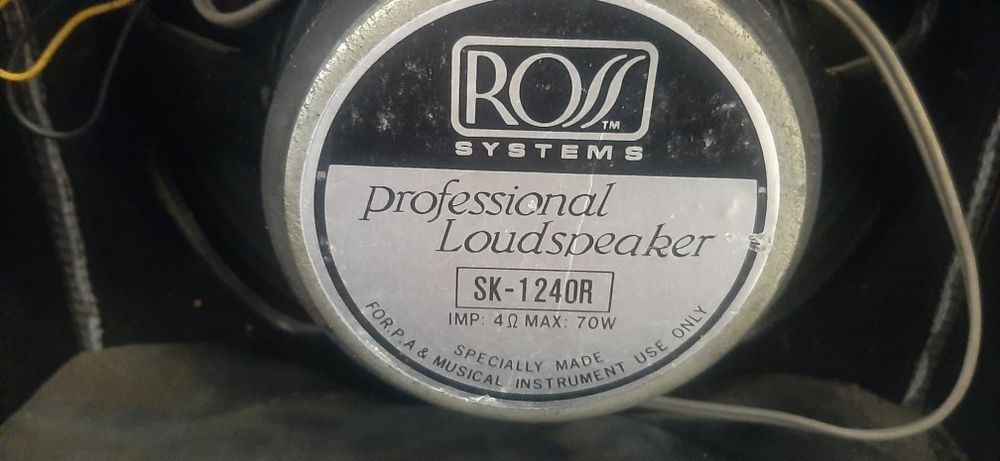 ROSS TM
SYSTEMS
Professional
Loudspeaker
SK-1240R
IMP: 4Ω MAX: 70W
SPECIALLY MADE
FOR.P.A & MUSICAL INSTRUMENT USE ONLY